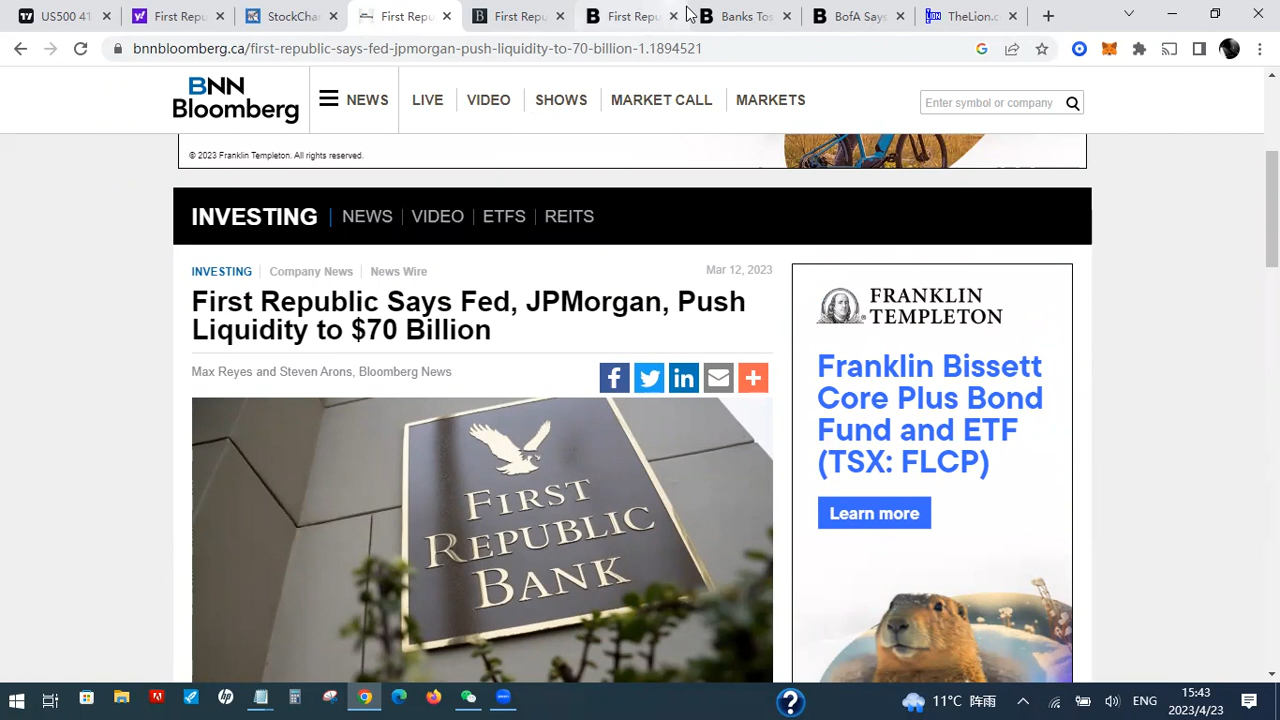 US500 41
First Repu
StockChar
First Repu
First Repu
First Repu
Banks Tos
BofA Says
TheLion.c
bnnbloomberg.ca/first-republic-says-fed-jpmorgan-push-liquidity-to-70-billion-1.1894521
BNN
Bloomberg
NEWS
LIVE
VIDEO
SHOWS
MARKET CALL
MARKETS
Enter symbol or company
© 2023 Franklin Templeton. All rights reserved.
INVESTING
NEWS
VIDEO
ETFS
REITS
INVESTING
Company News
News Wire
Mar 12, 2023
First Republic Says Fed, JPMorgan, Push
Liquidity to $70 Billion
Max Reyes and Steven Arons, Bloomberg News
FIRST
REPUBLIC
BANK
FRANKLIN
TEMPLETON
Franklin Bissett
Core Plus Bond
Fund and ETF
(TSX: FLCP)
Learn more
11°C 阵雨
ENG
15:43
2023/4/23